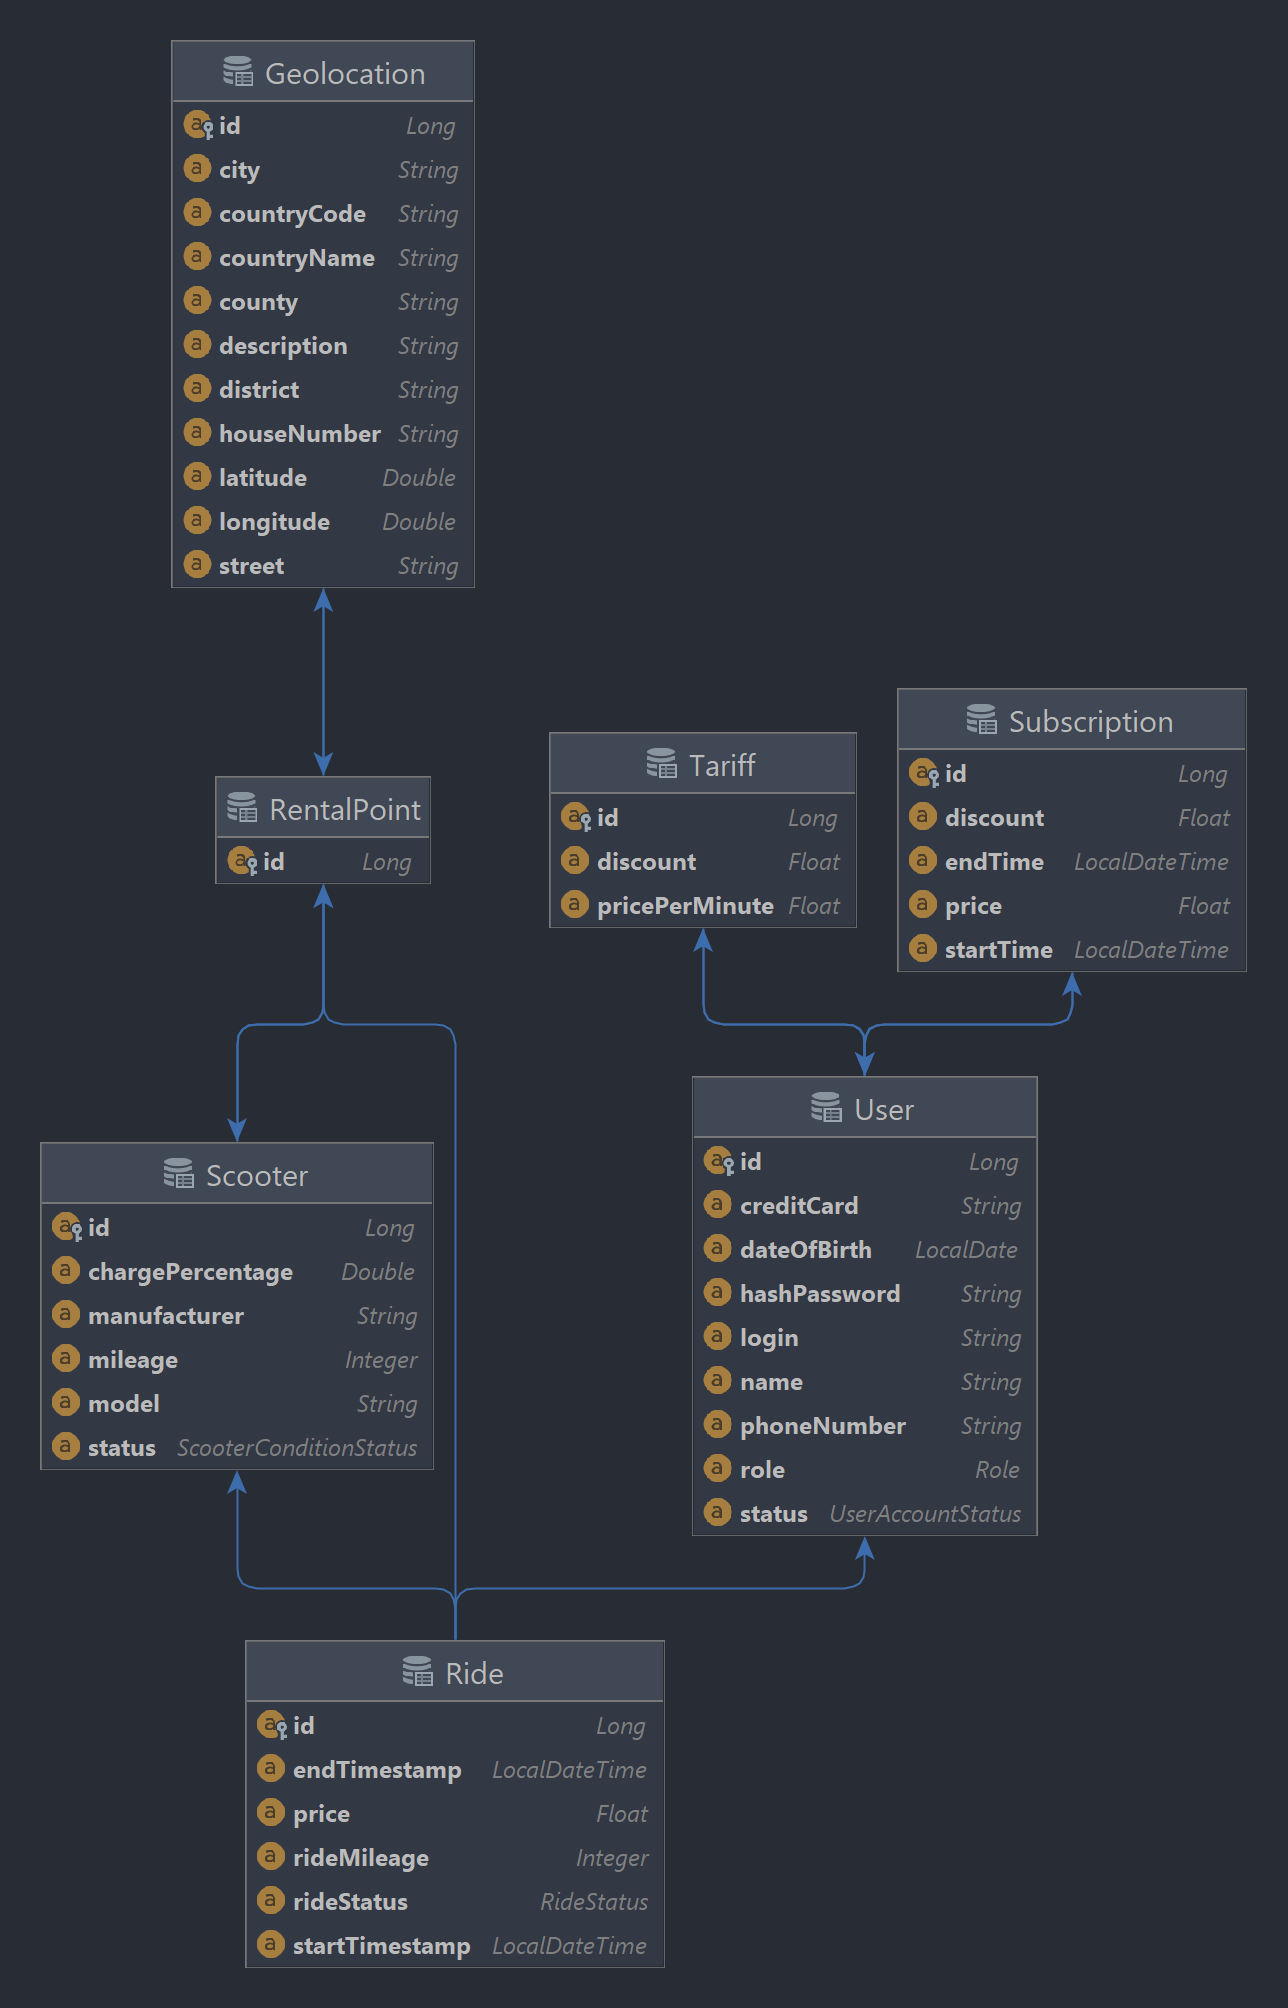 Geolocation
id Long
city String
countryCode String
countryName String
county String
description String
district String
houseNumber String
latitude Double
longitude Double
street String
RentalPoint
id Long
Tariff
id Long
discount Float
pricePerMinute Float
Subscription
id Long
discount Float
endTime LocalDateTime
price Float
startTime LocalDateTime
Scooter
id Long
chargePercentage Double
manufacturer String
mileage Integer
model String
status ScooterConditionStatus
User
id Long
creditCard String
dateOfBirth LocalDate
hashPassword String
login String
name String
phoneNumber String
role Role
status UserAccountStatus
Ride
id Long
endTimestamp LocalDateTime
price Float
rideMileage Integer
rideStatus RideStatus
startTimestamp LocalDateTime